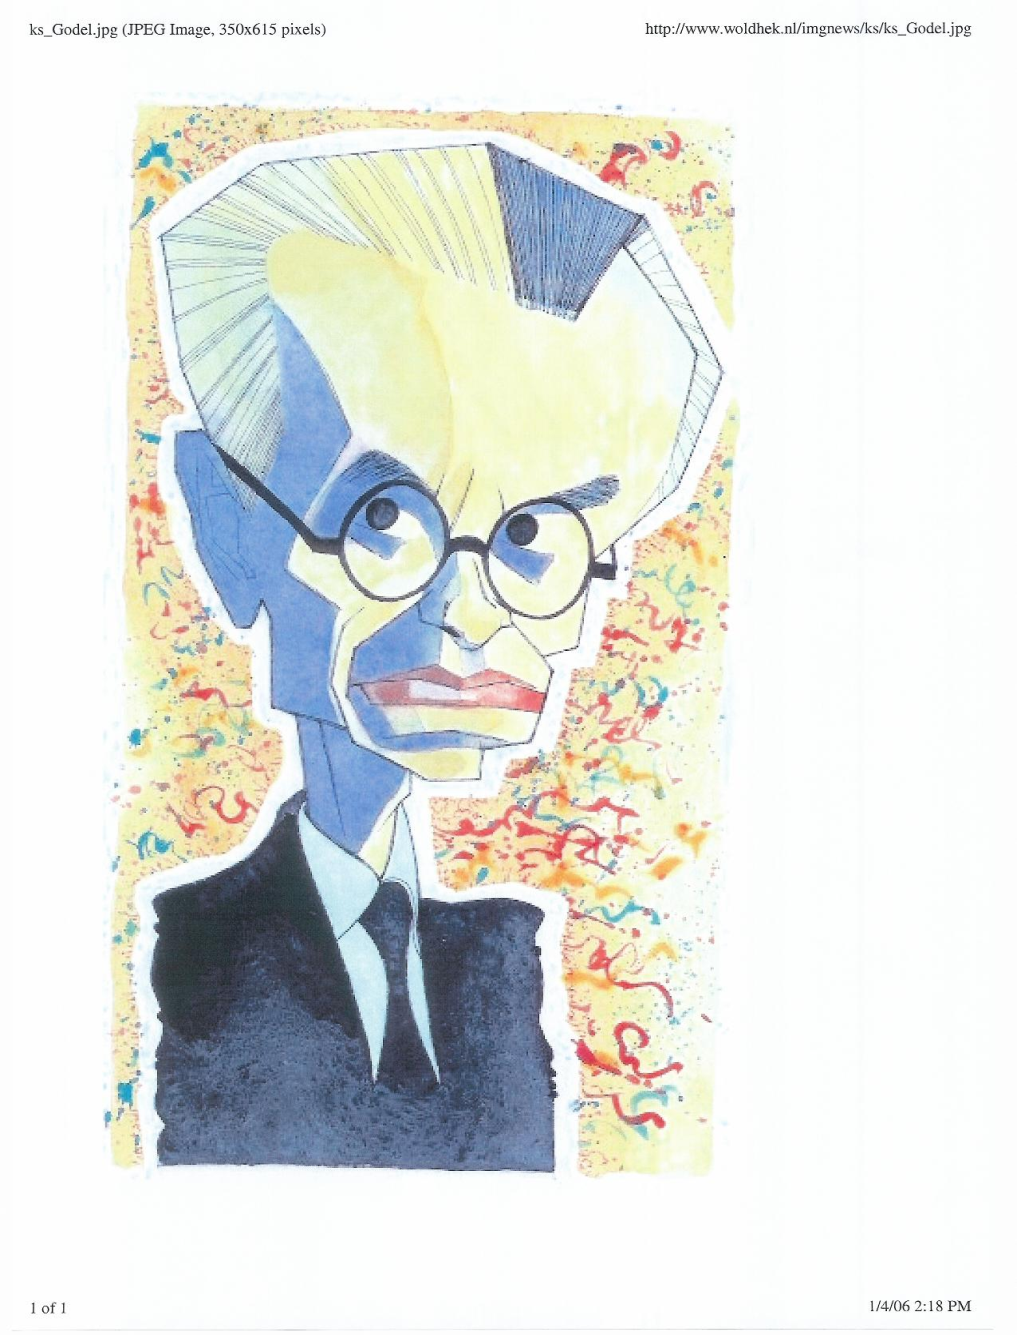 ks_Godel.jpg (JPEG Image, 350x615 pixels)
http://www.woldhek.nl/imgnews/ks/ks_Godel.jpg
1 of 1
1/4/06 2:18 PM